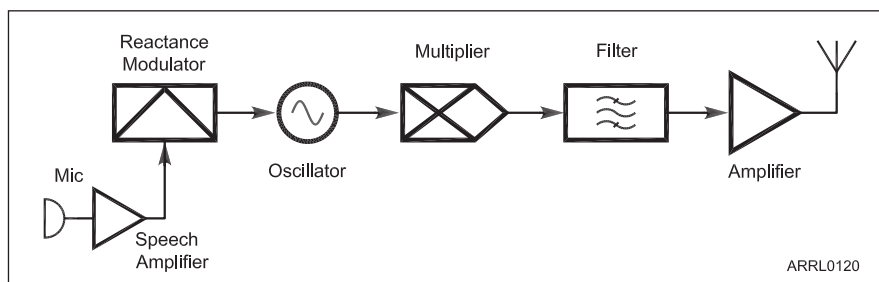 Reactance
Modulator
Multiplier
Filter
Mic
Oscillator
Amplifier
Speech
Amplifier
ARRL0120